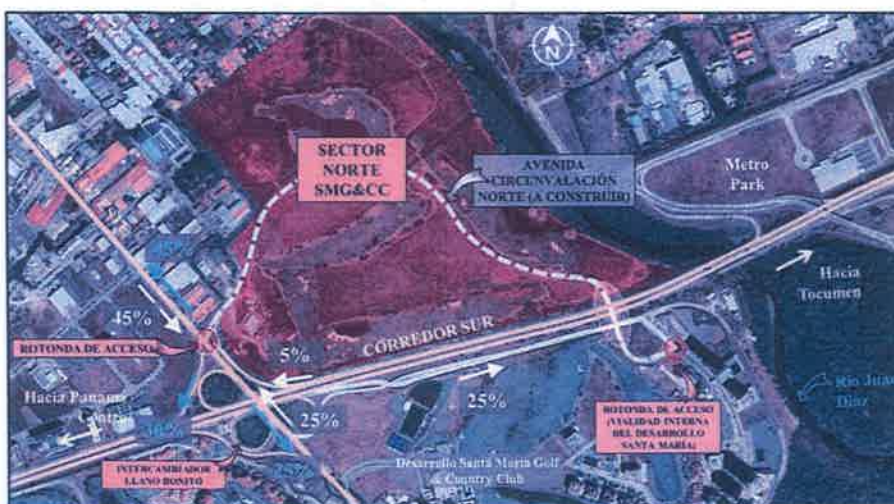 N
SECTOR
NORTE
SMG&CC
AVENIDA
CIRCUNVALACIÓN
NORTE (A CONSTRUIR)
Metro
Park
Hacia
Tocumen
45%
ROTONDA DE ACCESO
5%
CORREDOR SUR
Hacia Panamá
25%
25%
Río Juan
Díaz
ROTONDA DE ACCESO
(VIALIDAD INTERNA
DEL DESARROLLO
SANTA MARÍA)
INTERCAMBIADOR
LLANO BONITO
Desarrollo Santa María Golf
& Country Club